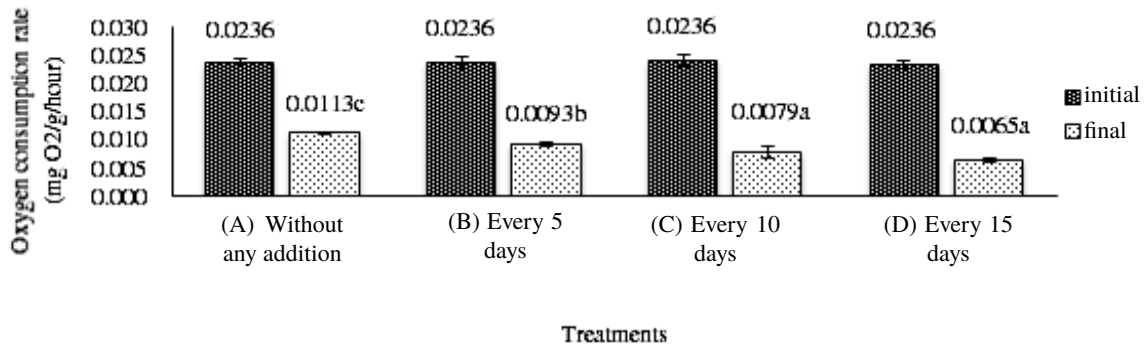 Oxygen consumption rate
(mg O2/g/hour)
0.030
0.025
0.020
0.015
0.010
0.005
0.000
0.0236
0.0113c
0.0236
0.0093b
0.0236
0.0079a
0.0236
0.0065a
initial
final
(A) Without
any addition
(B) Every 5
days
(C) Every 10
days
(D) Every 15
days
Treatments